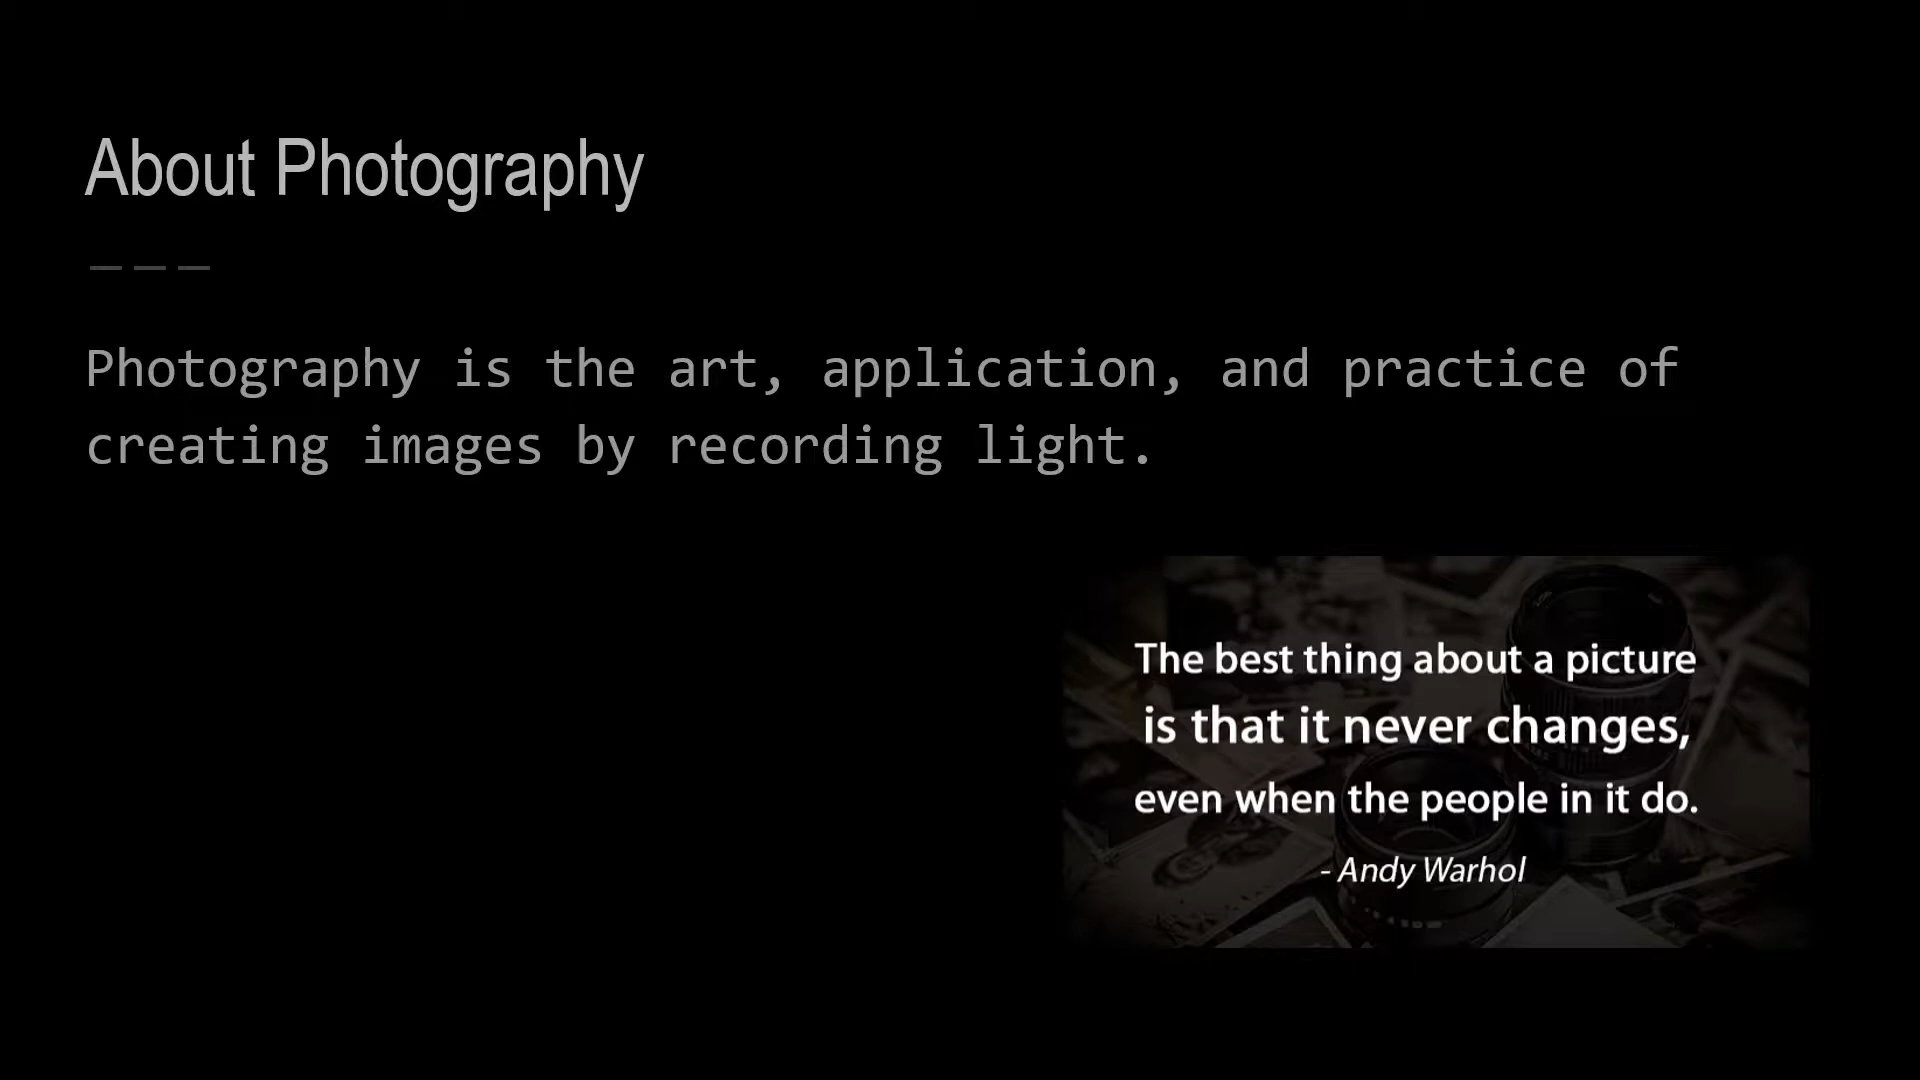 About Photography
Photography is the art, application, and practice of
creating images by recording light.
The best thing about a picture
is that it never changes,
even when the people in it do.
- Andy Warhol